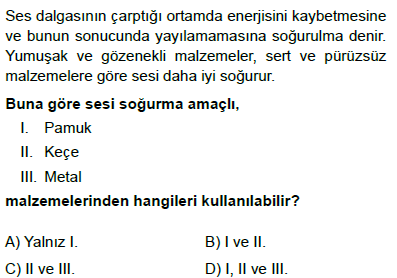 Ses dalgasının çarptığı ortamda enerjisini kaybetmesine
ve bunun sonucunda yayılamamasına soğurulma denir.
Yumuşak ve gözenekli malzemeler, sert ve pürüzsüz
malzemelere göre sesi daha iyi soğurur.
Buna göre sesi soğurma amaçlı,
I. Pamuk
II. Keçe
III. Metal
malzemelerinden hangileri kullanılabilir?
A) Yalnız I.
B) I ve II.
C) II ve III.
D) I, II ve III.